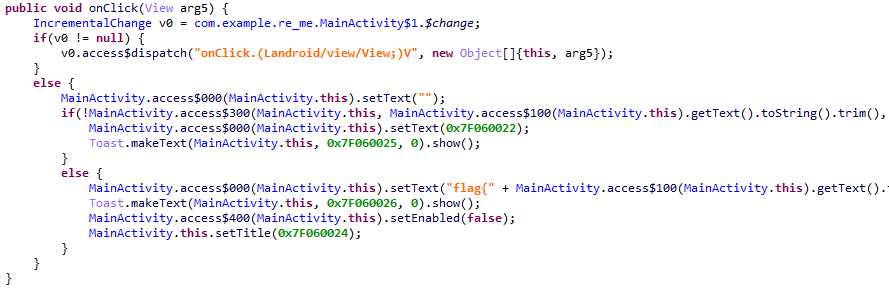 public void onClick(View arg5) {
    IncrementalChange v0 = com.example.re_me.MainActivity$1.$change;
    if(v0 != null) {
        v0.access$dispatch("onClick.(Landroid/view/View;)V", new Object[]{this, arg5});
    }
    else {
        MainActivity.access$000(MainActivity.this).setText("");
        if(!MainActivity.access$300(MainActivity.this, MainActivity.access$100(MainActivity.this).getText().toString().trim(),
            MainActivity.access$000(MainActivity.this).setText(0x7F060022);
            Toast.makeText(MainActivity.this, 0x7F060025, 0).show();
        }
        else {
            MainActivity.access$000(MainActivity.this).setText("flag{" + MainActivity.access$100(MainActivity.this).getText().
            Toast.makeText(MainActivity.this, 0x7F060026, 0).show();
            MainActivity.access$400(MainActivity.this).setEnabled(false);
            MainActivity.this.setTitle(0x7F060024);
        }
    }
}